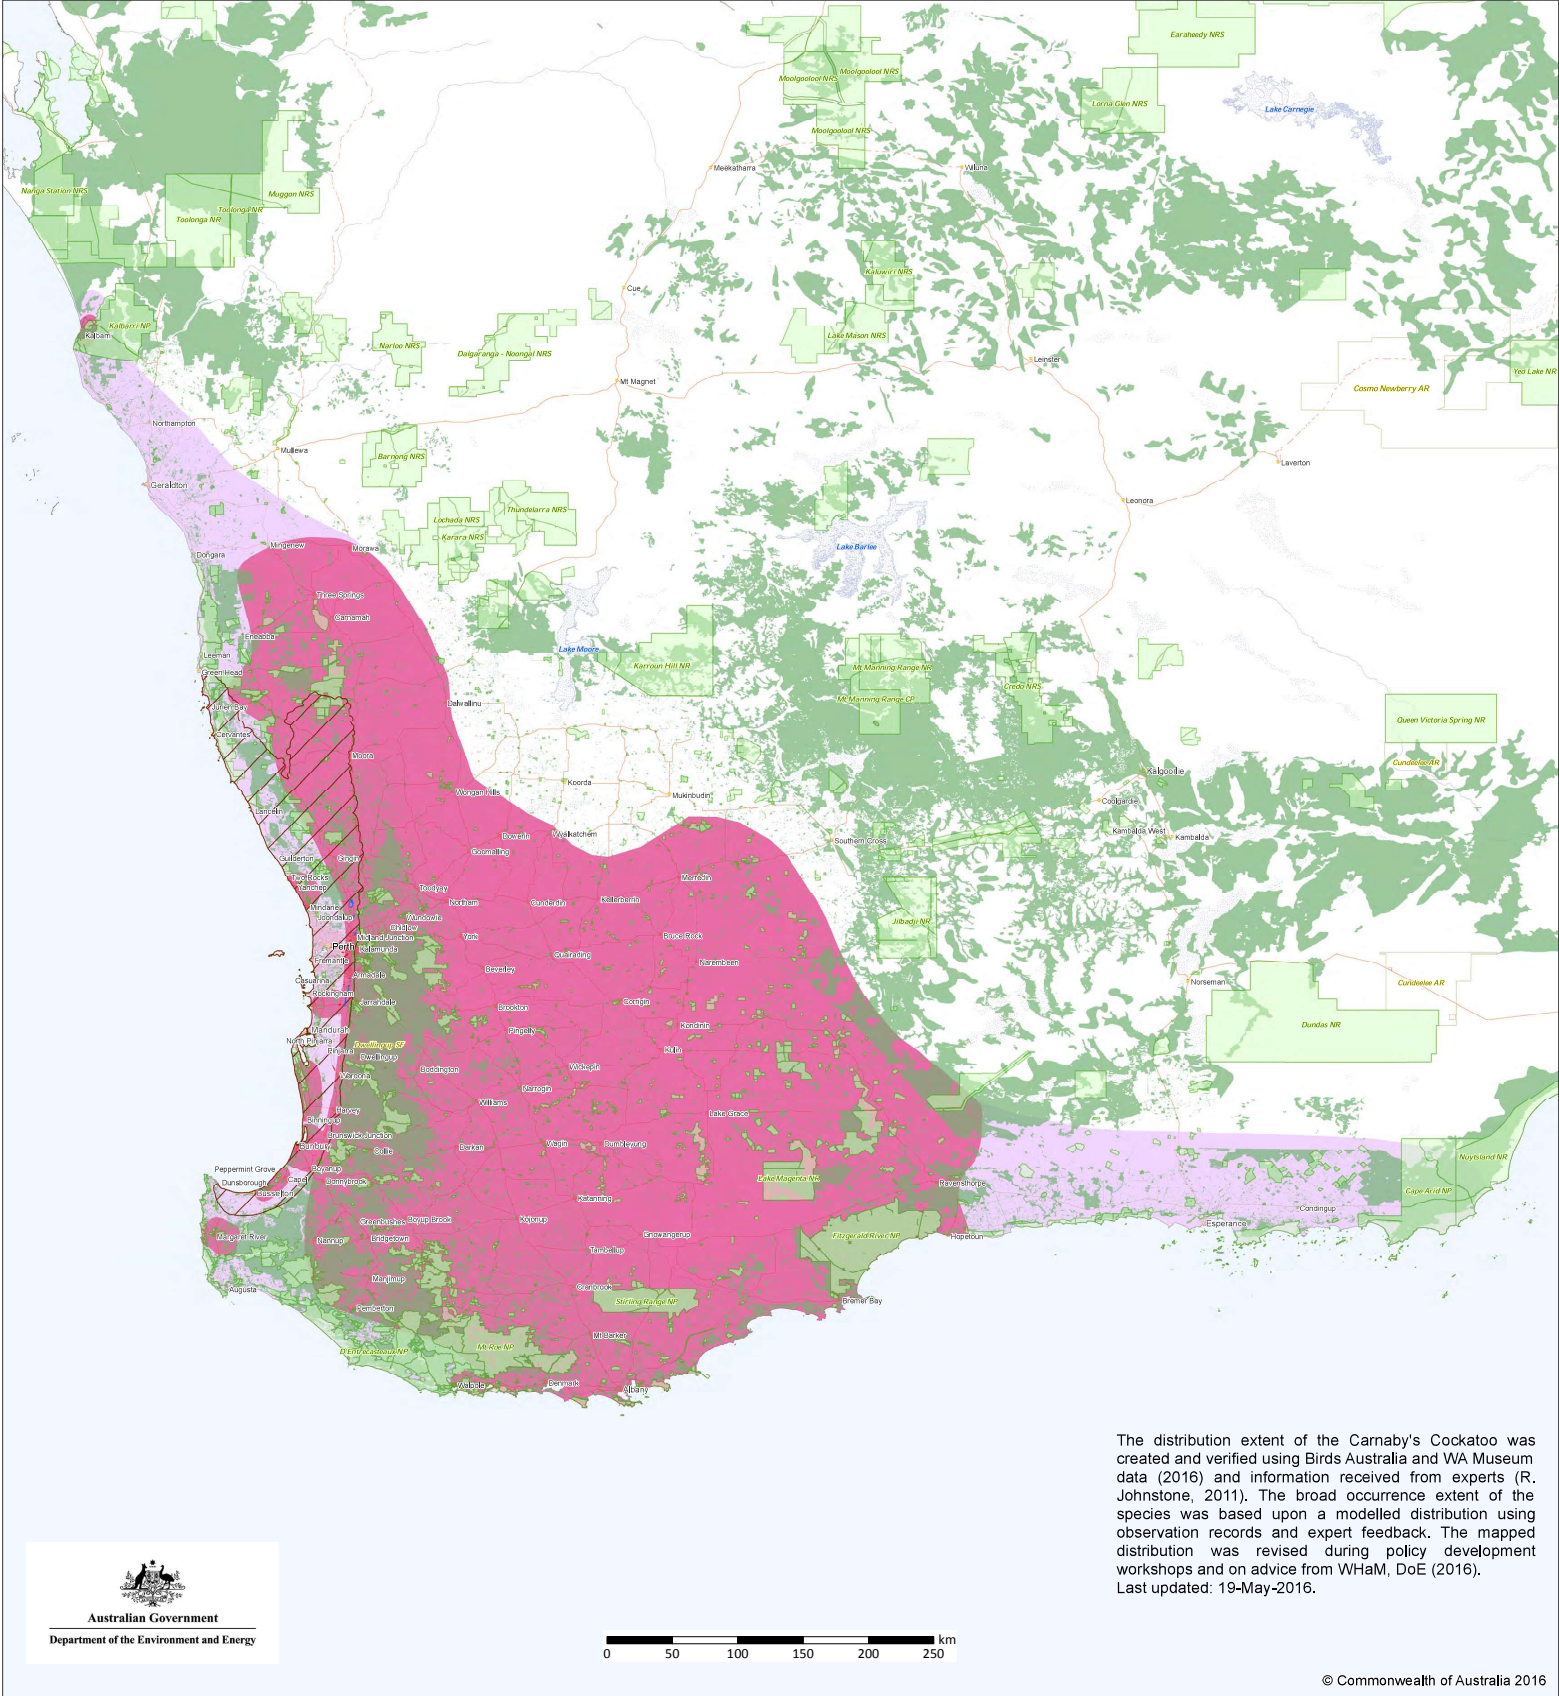 Earaheedy NRS
Moolgoolool NRS
Moolgoolool NRS
Lorna Glen NRS
Lake Carnegie
Moolgoolool NRS
Meekatharra
Wiluna
Nanga Station NRS
Muggon NRS
Toolonga NR
Toolonga NR
Kaluwiri NRS
Cue
Kalbarri NP
Kalbarri
Lake Mason NRS
Narloo NRS
Dalgaranga - Noongal NRS
Leinster
Yeo Lake NR
Mt Magnet
Cosmo Newberry AR
Northampton
Mullewa
Barnong NRS
Laverton
Geraldton
Leonora
Thundelarra NRS
Lochada NRS
Karara NRS
Mingenew
Morawa
Lake Barlee
Dongara
Three Springs
Carnamah
Eneabba
Lake Moore
Leeman
Karroun Hill NR
Mt Manning Range NR
Green Head
Credo NRS
Mt Manning Range CP
Dalwallinu
Jurien Bay
Queen Victoria Spring NR
Cervantes
Moora
Cundeelee AR
Kalgoorlie
Koorda
Wongan Hills
Mukinbudin
Coolgardie
Lancelin
Kambalda West
Kambalda
Dowerin
Wyalkatchem
Southern Cross
Goomalling
Guilderton
Gingin
Two Rocks
Merredin
Yanchep
Toodyay
Northam
Cunderdin
Kellerberrin
Mindarie
Joondalup
Wundowie
Jilbadji NR
Chidlow
Midland Junction
York
Bruce Rock
Perth
Kalamunda
Quairading
Fremantle
Narembeen
Beverley
Armadale
Casuarina
Norseman
Cundeelee AR
Rockingham
Jarrahdale
Brookton
Corrigin
Dundas NR
Mandurah
Pingelly
Kondinin
North Pinjarra
Dwellingup SF
Pinjarra
Dwellingup
Kulin
Boddington
Wickepin
Waroona
Narrogin
Williams
Harvey
Lake Grace
Binningup
Brunswick Junction
Bunbury
Collie
Darkan
Wagin
Dumbleyung
Nuytsland NR
Peppermint Grove
Boyanup
Dunsborough
Capel
Donnybrook
Lake Magenta NR
Ravensthorpe
Busselton
Cape Arid NP
Katanning
Condingup
Greenbushes
Boyup Brook
Kojonup
Esperance
Margaret River
Nannup
Bridgetown
Gnowangerup
Fitzgerald River NP
Hopetoun
Tambellup
Manjimup
Augusta
Cranbrook
Stirling Range NP
Bremer Bay
Pemberton
Mt Barker
D'Entrecasteaux NP
Mt Roe NP
Walpole
Denmark
Albany
The distribution extent of the Carnaby's Cockatoo was
created and verified using Birds Australia and WA Museum
data (2016) and information received from experts (R.
Johnstone, 2011). The broad occurrence extent of the
species was based upon a modelled distribution using
observation records and expert feedback. The mapped
distribution was revised during policy development
workshops and on advice from WHaM, DoE (2016).
Last updated: 19-May-2016.
Australian Government
Department of the Environment and Energy
km
0 50 100 150 200 250
© Commonwealth of Australia 2016